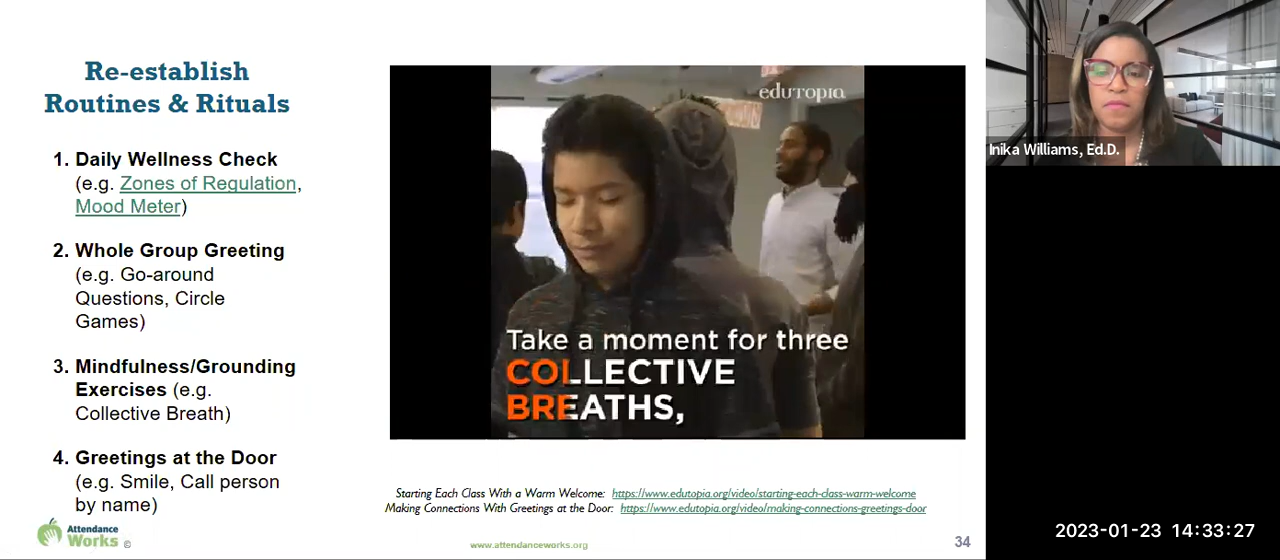 Re-establish
Routines & Rituals
1. Daily Wellness Check
(e.g. Zones of Regulation,
Mood Meter)
2. Whole Group Greeting
(e.g. Go-around
Questions, Circle
Games)
3. Mindfulness/Grounding
Exercises (e.g.
Collective Breath)
4. Greetings at the Door
(e.g. Smile, Call person
by name)
Attendance
Works ©
edutopia
Take a moment for three
COLLECTIVE
BREATHS,
Starting Each Class With a Warm Welcome: https://www.edutopia.org/video/starting-each-class-warm-welcome
Making Connections With Greetings at the Door: https://www.edutopia.org/video/making-connections-greetings-door
www.attendanceworks.org
34
Inika Williams, Ed.D.
2023-01-23 14:33:27